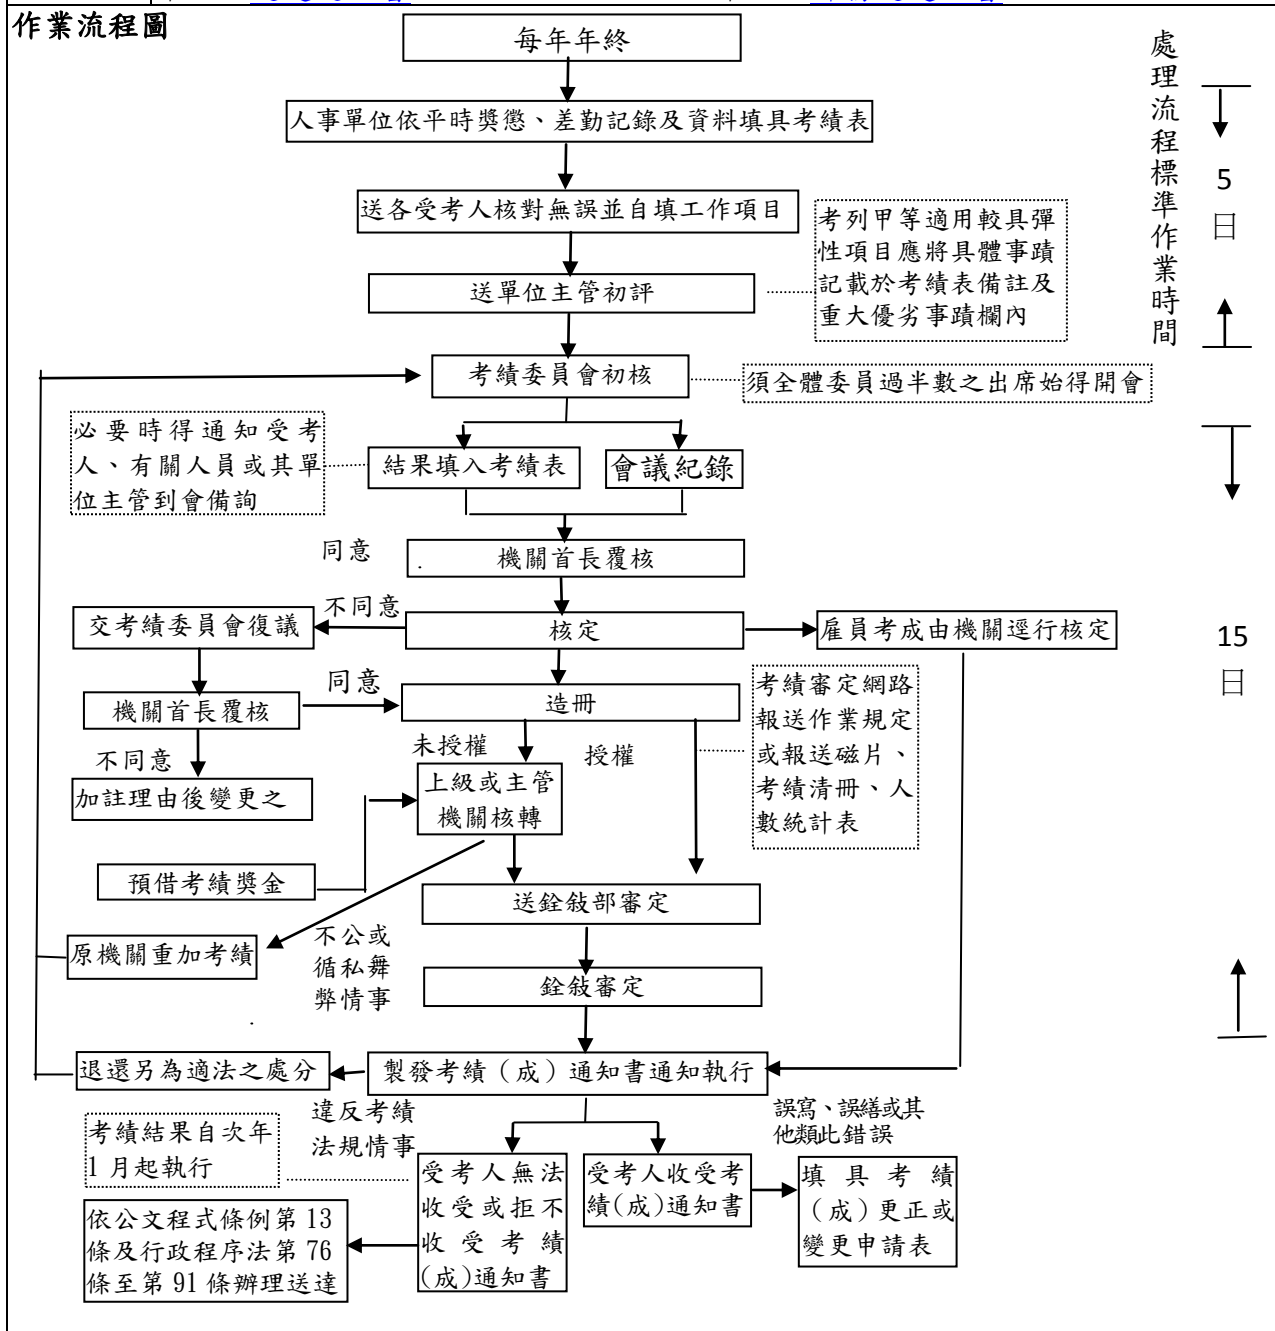 作業流程圖
每年年終
人事單位依平時獎懲、差勤記錄及資料填具考績表
送各受考人核對無誤並自填工作項目
考列甲等適用較具彈
性項目應將具體事蹟
記載於考績表備註及
重大優劣事蹟欄內
送單位主管初評
考績委員會初核
須全體委員過半數之出席始得開會
必要時得通知受考
人、有關人員或其單
位主管到會備詢
結果填入考績表
會議紀錄
同意
機關首長覆核
不同意
交考績委員會復議
核定
雇員考成由機關逕行核定
同意
機關首長覆核
造冊
考績審定網路
報送作業規定
或報送磁片、
考績清冊、人
數統計表
不同意
未授權
授權
加註理由後變更之
上級或主管
機關核轉
預借考績獎金
送銓敍部審定
原機關重加考績
不公或
循私舞
弊情事
銓敍審定
退還另為適法之處分
製發考績（成）通知書通知執行
違反考績
法規情事
誤寫、誤繕或其
他類此錯誤
考績結果自次年
1 月起執行
受考人無法
收受或拒不
收受考績
(成)通知書
受考人收受考
績(成)通知書
填具考績
（成）更正或
變更申請表
依公文程式條例第 13
條及行政程序法第 76
條至第 91 條辦理送達
處理流程標準作業時間
5
日
15
日